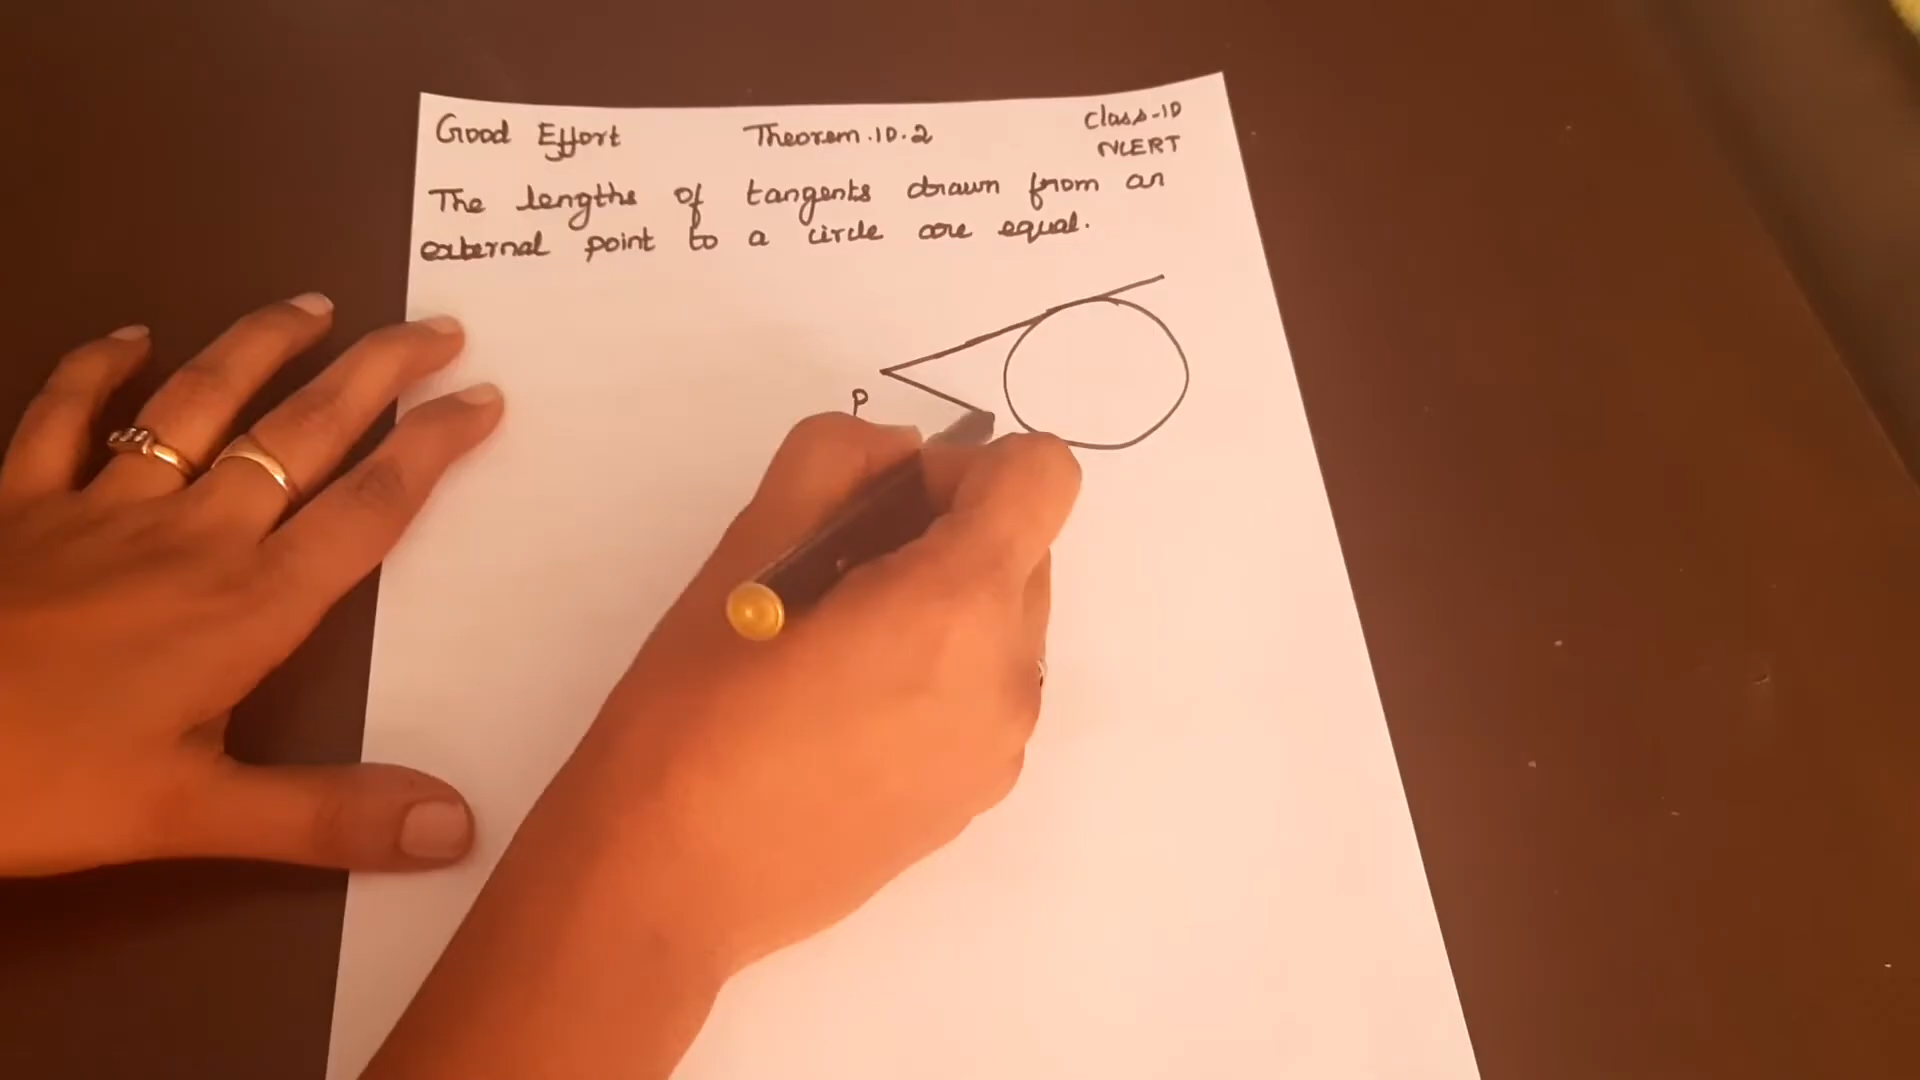 Good Effort
Theorem.10.2
Class-10
NCERT
The lengths of tangents drawn from an
external point to a circle are equal.
P